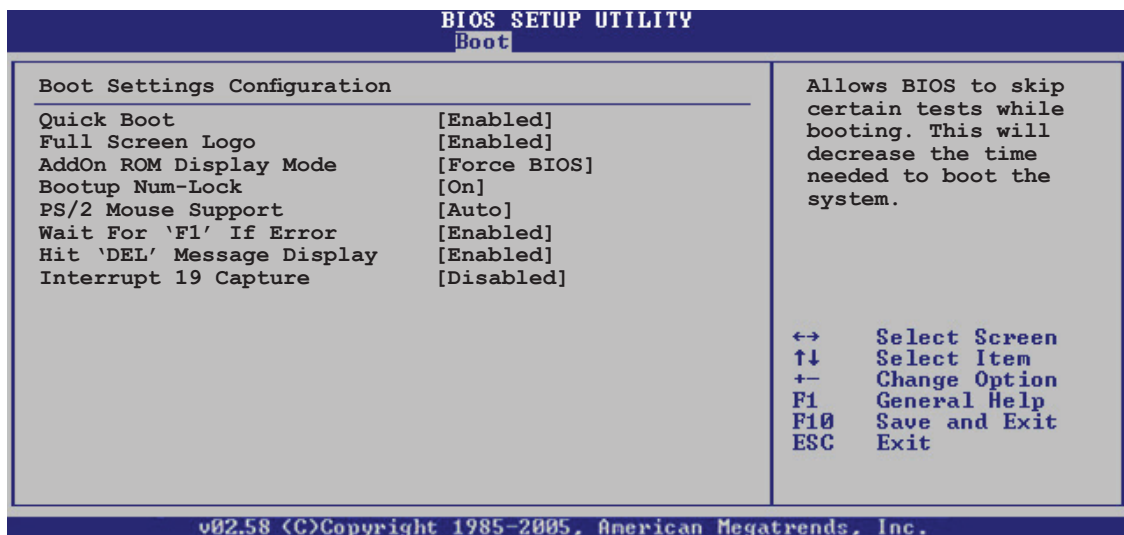 BIOS SETUP UTILITY
Boot
Boot Settings Configuration
Quick Boot [Enabled]
Full Screen Logo [Enabled]
AddOn ROM Display Mode [Force BIOS]
Bootup Num-Lock [On]
PS/2 Mouse Support [Auto]
Wait For ‘F1’ If Error [Enabled]
Hit ‘DEL’ Message Display [Enabled]
Interrupt 19 Capture [Disabled]
Allows BIOS to skip
certain tests while
booting. This will
decrease the time
needed to boot the
system.
←→ Select Screen
↑↓ Select Item
+- Change Option
F1 General Help
F10 Save and Exit
ESC Exit
v02.58 (C)Copyright 1985-2005, American Megatrends, Inc.